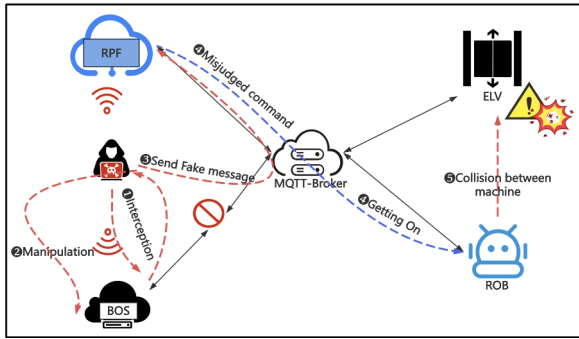 RPF
❹Misjudged command
ELV
❸Send Fake message
MQTT-Broker
❶Interception
❺Collision between
machine
❹Getting On
❷Manipulation
BOS
ROB